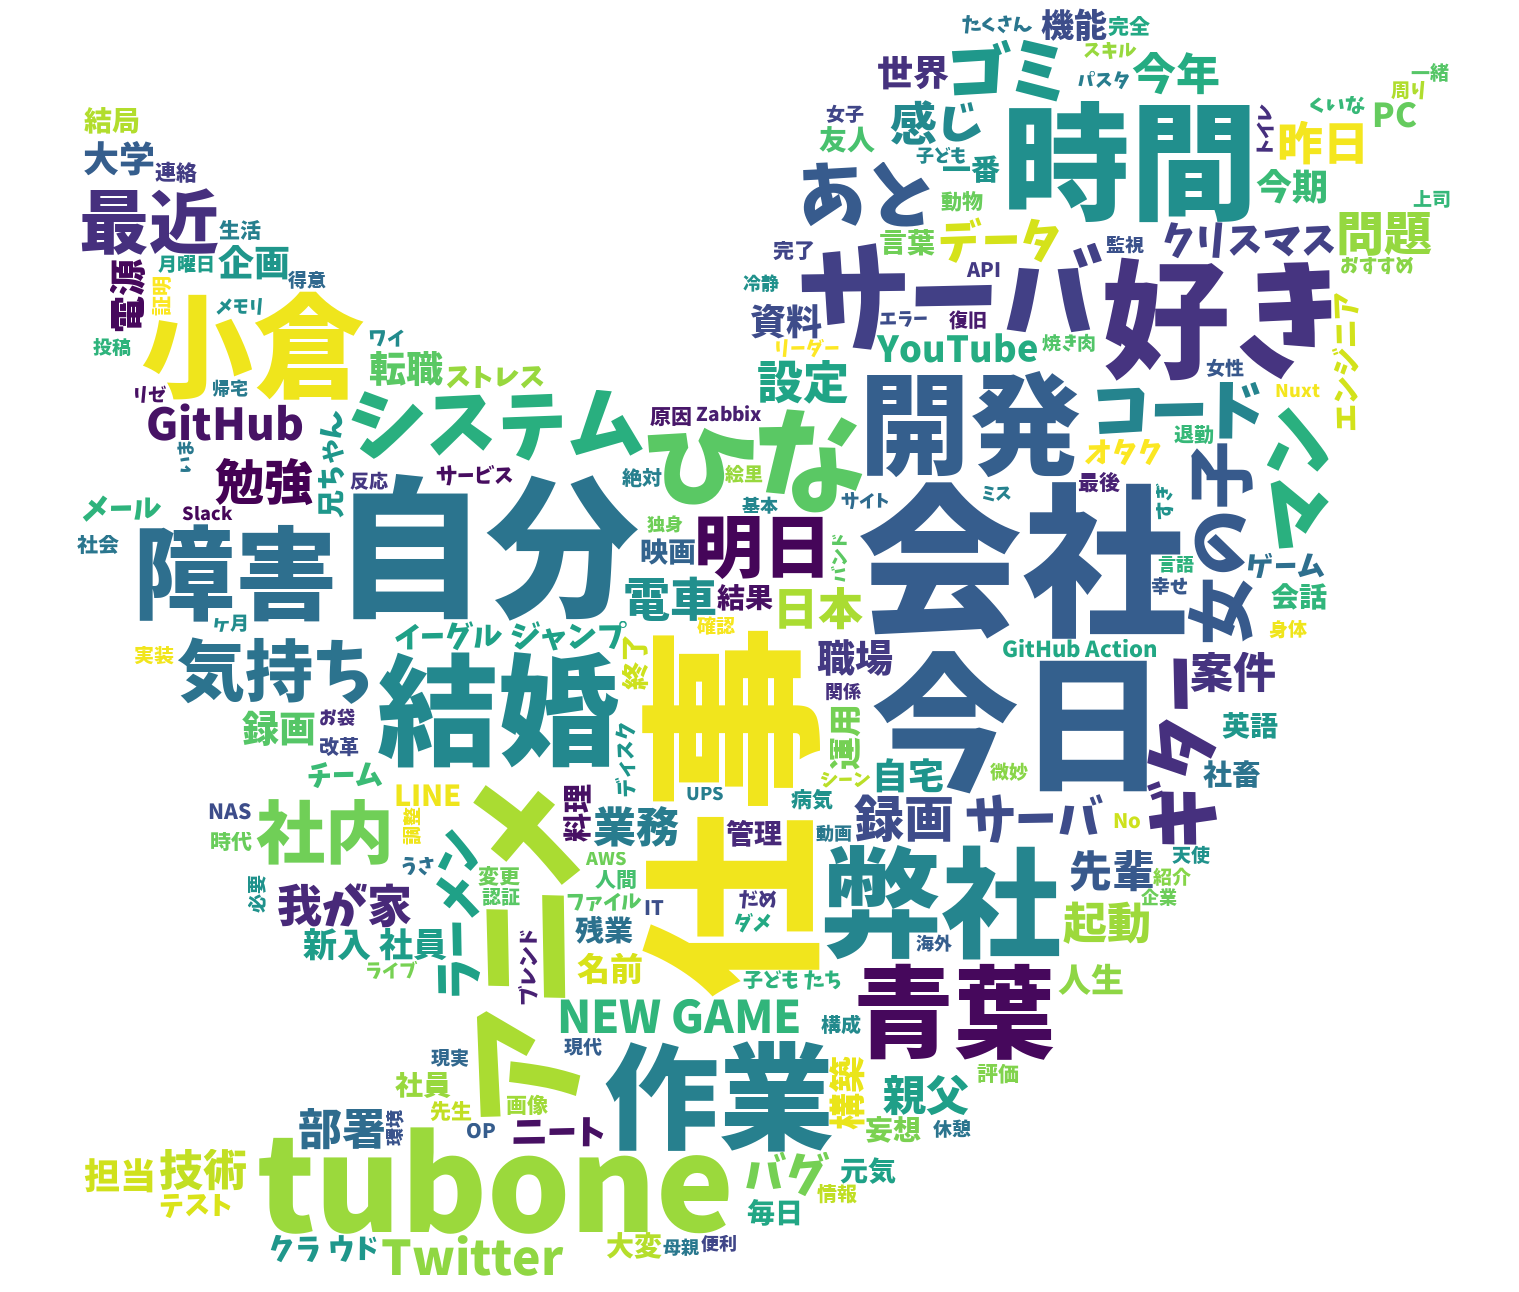 たくさん
機能
完全
ゴミ
スキル
世界
パスタ
今年
一緒
周り
くいな
PC
女子
感じ
時間
昨日
結局
友人
子ども
大学
連絡
あと
一番
今期
最近
動物
上司
生活
言葉
データ
監視
クリスマス
問題
月曜日
企画
完了
サーバ
API
好き
おすすめ
電源
証明
得意
冷静
小倉
メモリ
資料
エラー
復旧
エンジニア
投稿
ワイ
転職
リーダー
YouTube
焼き肉
女性
ストレス
設定
開発
コード
Nuxt
リゼ
帰宅
GitHub
システム
原因
Zabbix
ひな
退勤
マン
いま
兄ちゃん
オタク
勉強
反応
サービス
絶対
絵里
最後
女の子
メール
Slack
自分
基本
サイト
ミス
会社
すぎ
社会
障害
独身
映画
明日
バンド
言語
ゲーム
電車
結果
日本
幸せ
会話
ヶ月
イーグル ジャンプ
確認
身体
実装
気持ち
結婚
終了
仕事
職場
GitHub Action
案件
関係
今日
ギター
録画
お袋
改革
ディスク
運用
英語
チーム
シーン
自宅
微妙
社畜
NAS
LINE
アニメ
料理
UPS
病気
録画 サーバ
時代
社内
調整
ラーメン
業務
管理
動画
No
うさ
AWS
弊社
先輩
天使
必要
我が家
変更
認証
人間
ファイル
IT
だめ
ダメ
紹介
企業
新入 社員
ブレンド
残業
海外
起動
ライブ
名前
子ども たち
青葉
人生
NEW GAME
構成
現実
現代
作業
構築
評価
社員
先生
画像
親父
部署
環境
OP
ニート
妄想
休憩
担当
技術
tubone
バグ
元気
テスト
情報
毎日
クラ ウド
Twitter
大変
母親
便利